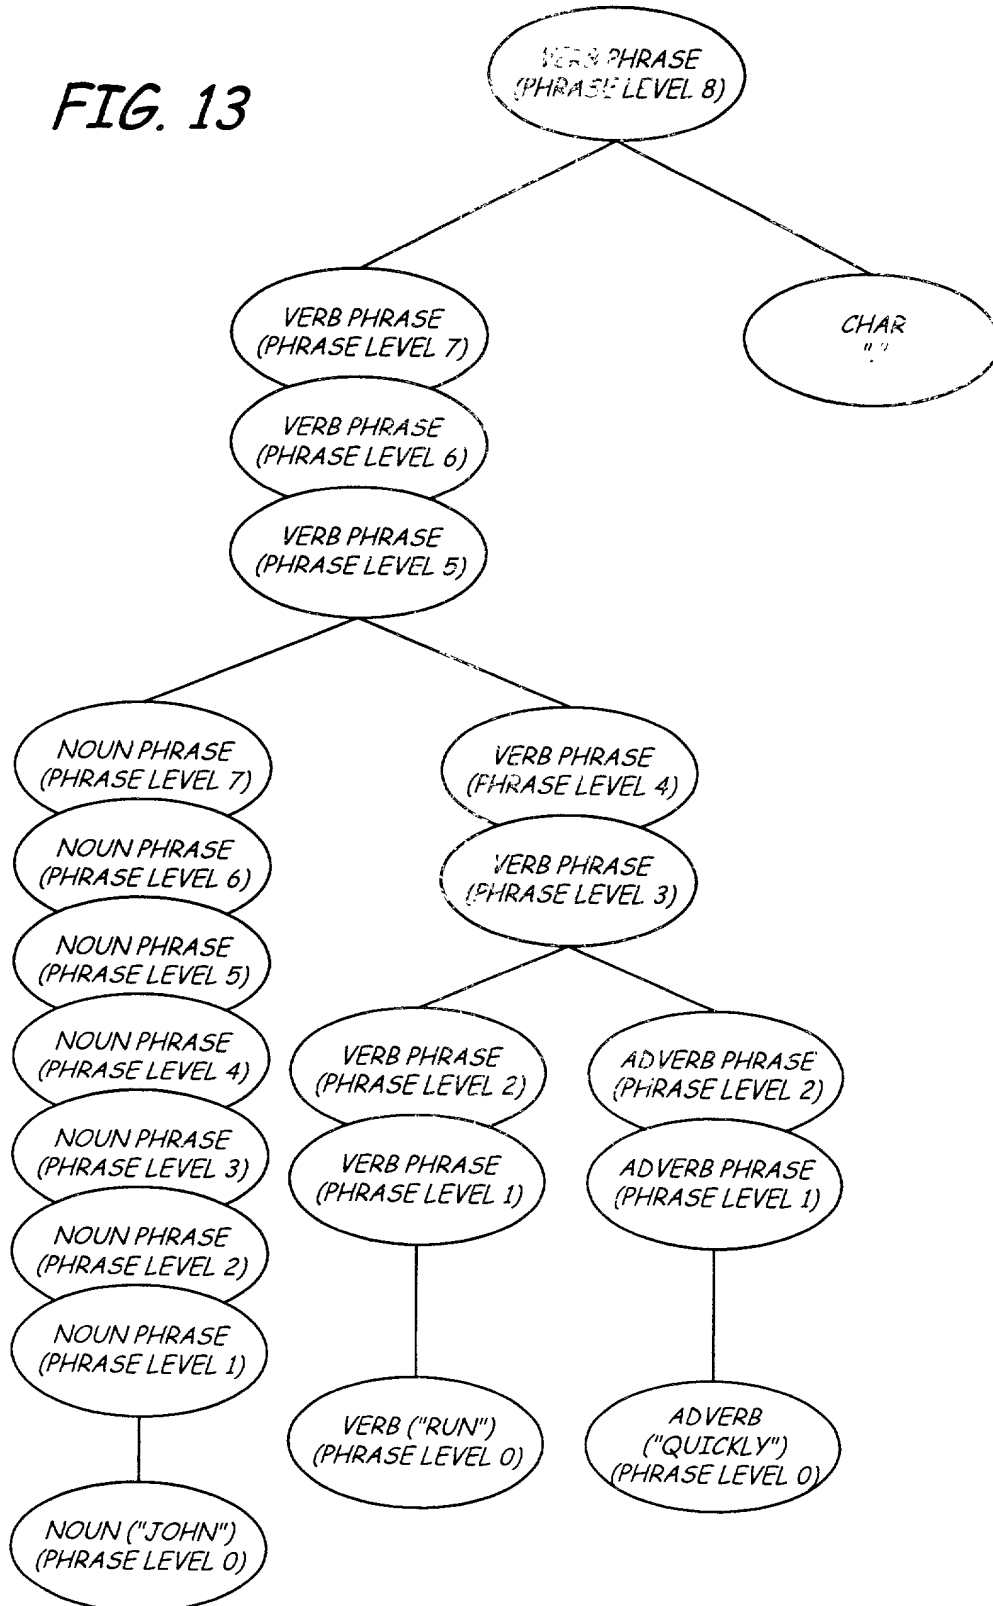 FIG. 13
VERB PHRASE
(PHRASE LEVEL 8)
VERB PHRASE
(PHRASE LEVEL 7)
CHAR
"."
VERB PHRASE
(PHRASE LEVEL 6)
VERB PHRASE
(PHRASE LEVEL 5)
NOUN PHRASE
(PHRASE LEVEL 7)
NOUN PHRASE
(PHRASE LEVEL 6)
NOUN PHRASE
(PHRASE LEVEL 5)
NOUN PHRASE
(PHRASE LEVEL 4)
NOUN PHRASE
(PHRASE LEVEL 3)
NOUN PHRASE
(PHRASE LEVEL 2)
NOUN PHRASE
(PHRASE LEVEL 1)
NOUN ("JOHN")
(PHRASE LEVEL 0)
VERB PHRASE
(PHRASE LEVEL 4)
VERB PHRASE
(PHRASE LEVEL 3)
VERB PHRASE
(PHRASE LEVEL 2)
VERB PHRASE
(PHRASE LEVEL 1)
VERB ("RUN")
(PHRASE LEVEL 0)
ADVERB PHRASE
(PHRASE LEVEL 2)
ADVERB PHRASE
(PHRASE LEVEL 1)
ADVERB
("QUICKLY")
(PHRASE LEVEL 0)